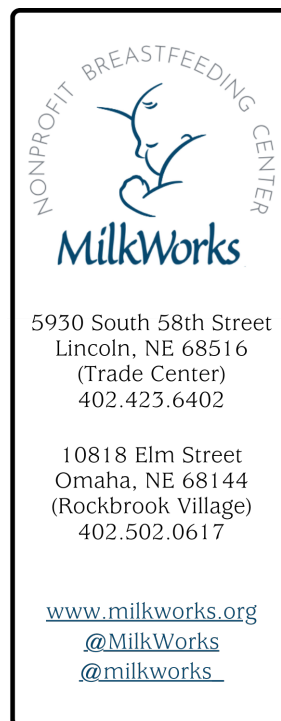 NONPROFIT BREASTFEEDING CENTER
MilkWorks
5930 South 58th Street
Lincoln, NE 68516
(Trade Center)
402.423.6402
10818 Elm Street
Omaha, NE 68144
(Rockbrook Village)
402.502.0617
www.milkworks.org
@MilkWorks
@milkworks_